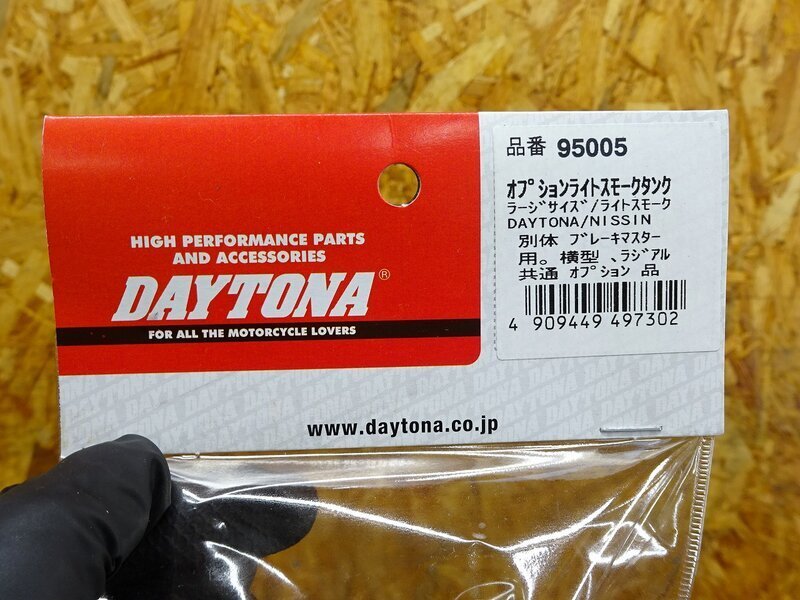 HIGH PERFORMANCE PARTS
AND ACCESSORIES
DAYTONA®
FOR ALL THE MOTORCYCLE LOVERS
www.daytona.co.jp
品番 95005
オプションライトスモークタンク
ラージサイズ/ライトスモーク
DAYTONA/NISSIN
別体 ブレーキマスター
用。横型 、ラジアル
共通 オプション 品
4 909449 497302